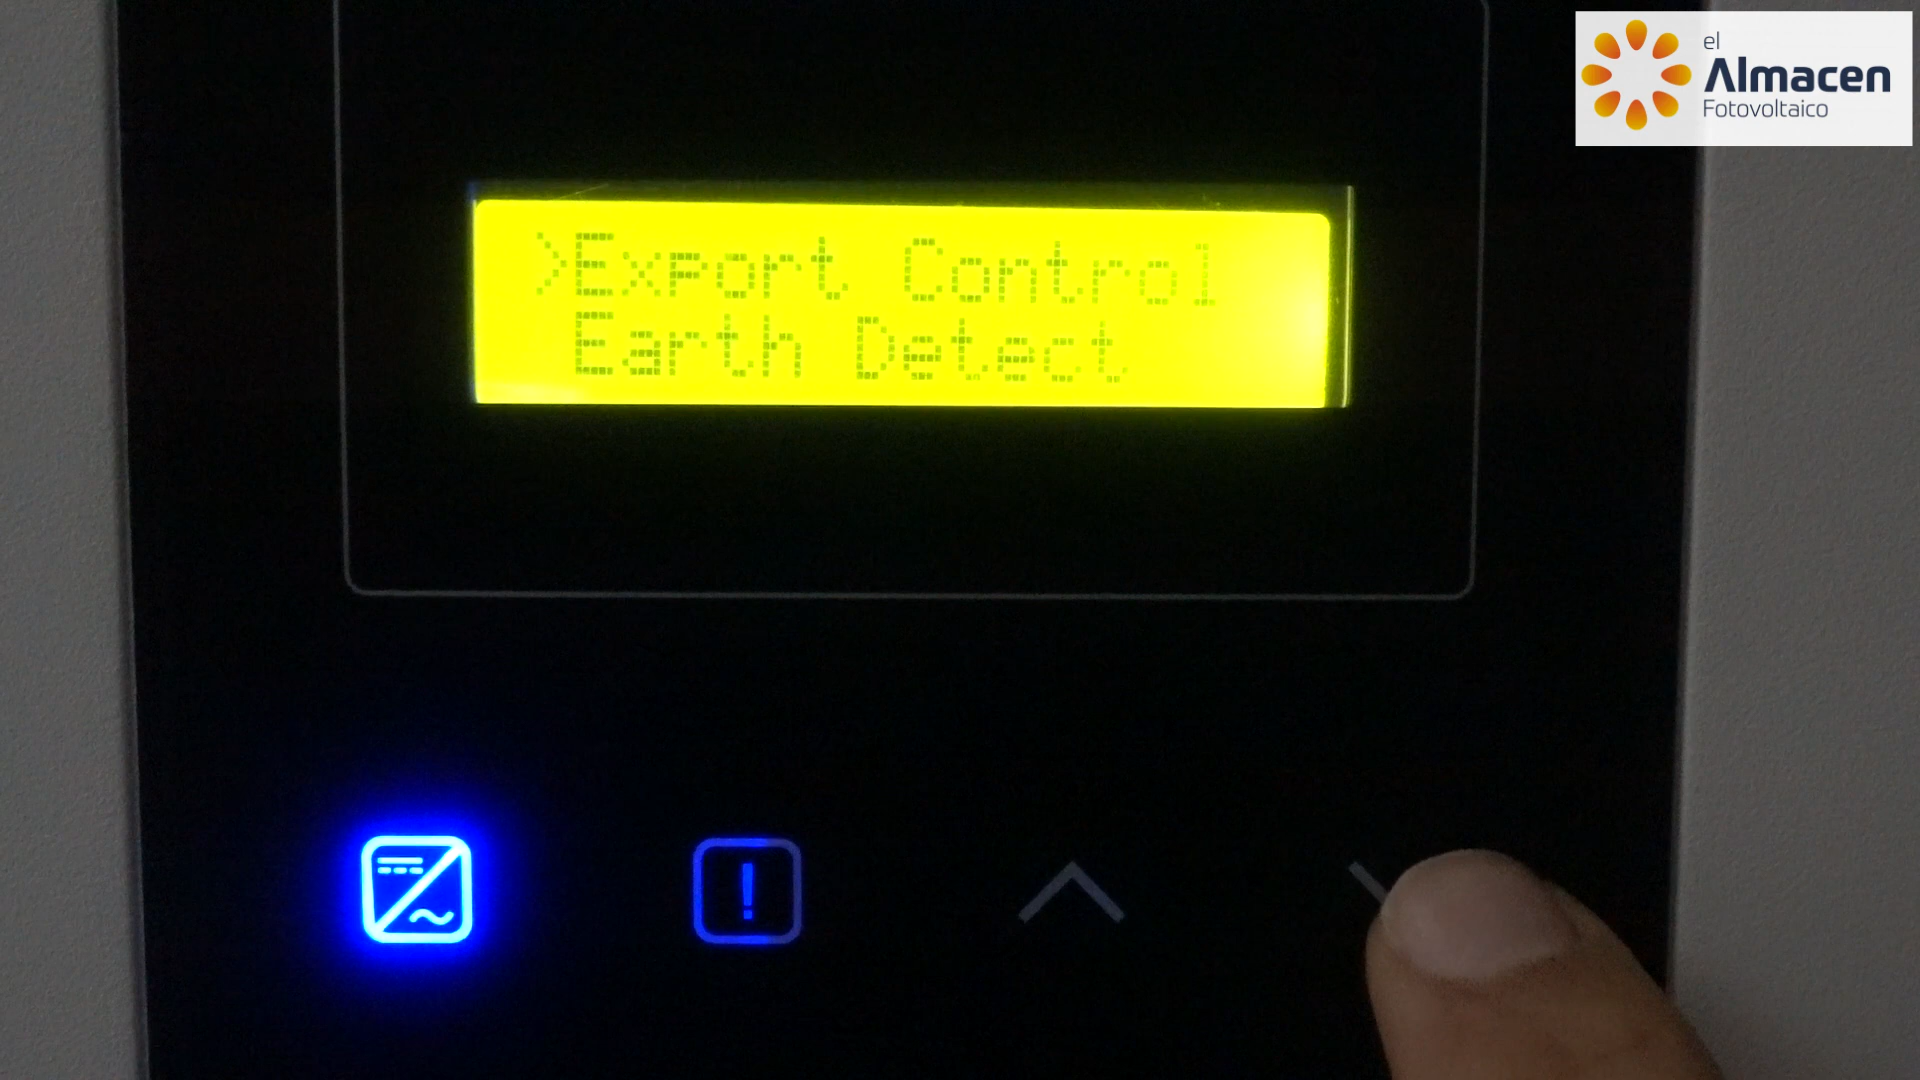 >Export Control
Earth Detect
el
Almacen
Fotovoltaico
!